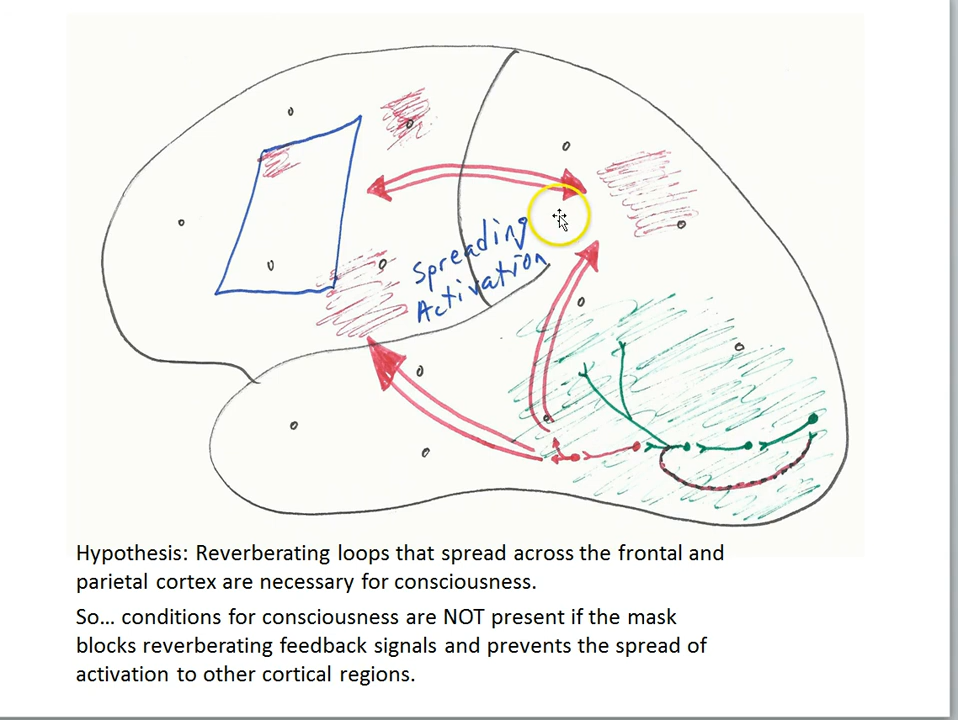 Spreading
Activation
Hypothesis: Reverberating loops that spread across the frontal and
parietal cortex are necessary for consciousness.
So... conditions for consciousness are NOT present if the mask
blocks reverberating feedback signals and prevents the spread of
activation to other cortical regions.